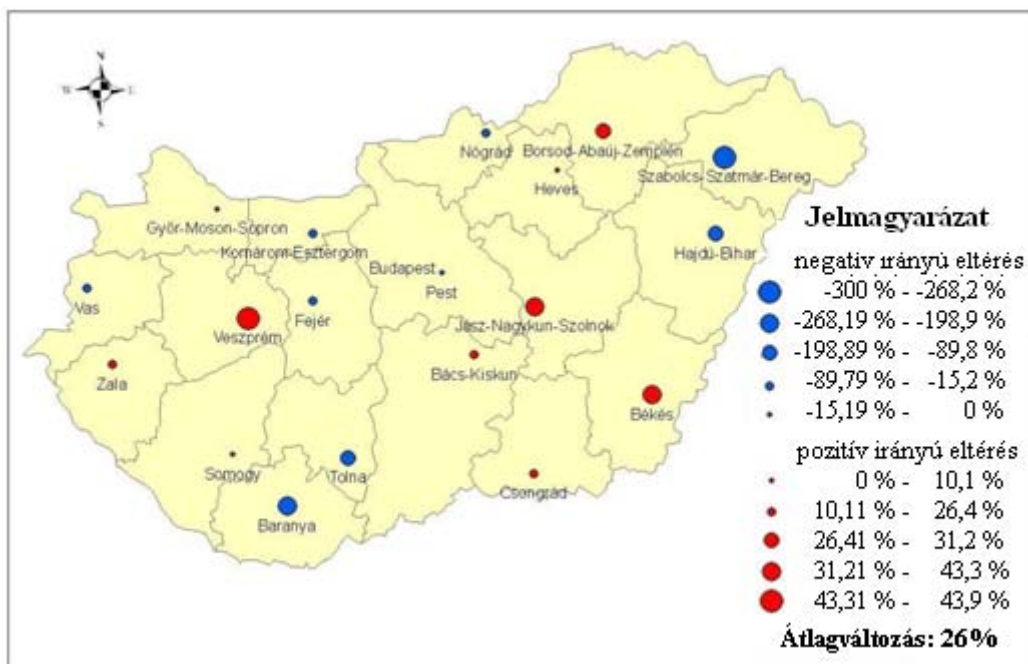 N
W E
S
Nógrád
Borsod-Abaúj-Zemplén
Heves
Szabolcs-Szatmár-Bereg
Győr-Moson-Sopron
Komárom-Esztergom
Hajdú-Bihar
Budapest
Pest
Vas
Veszprém
Fejér
Jász-Nagykun-Szolnok
Zala
Bács-Kiskun
Békés
Somogy
Tolna
Csongrád
Baranya
Jelmagyarázat
negatív irányú eltérés
-300 % - -268,2 %
-268,19 % - -198,9 %
-198,89 % - -89,8 %
-89,79 % - -15,2 %
-15,19 % - 0 %
pozitív irányú eltérés
0 % - 10,1 %
10,11 % - 26,4 %
26,41 % - 31,2 %
31,21 % - 43,3 %
43,31 % - 43,9 %
Átlagváltozás: 26%